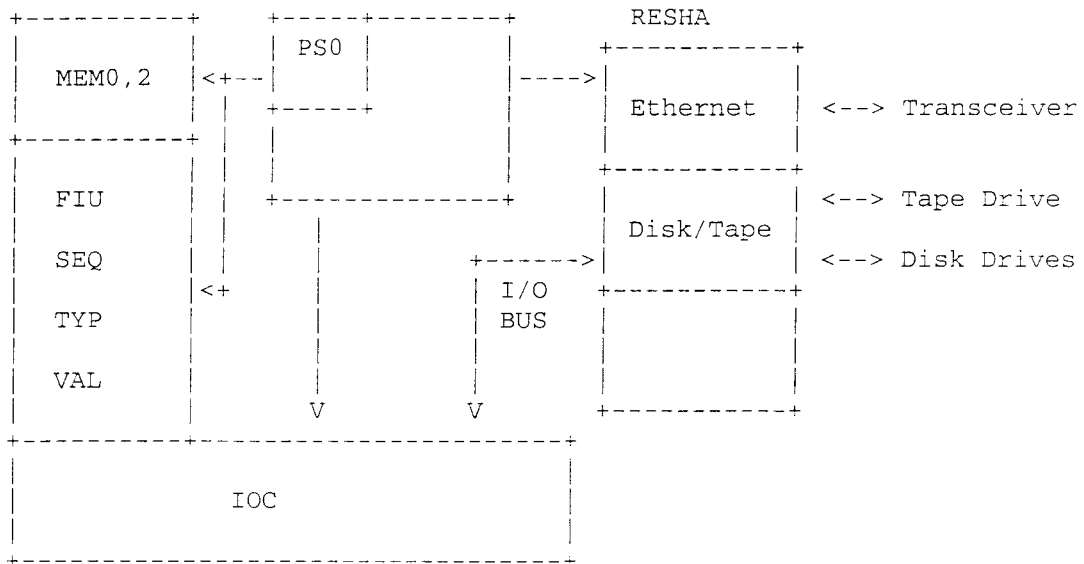 RESHA
PS0
MEM0,2
Ethernet
Transceiver
FIU
Tape Drive
Disk/Tape
SEQ
Disk Drives
I/O
BUS
TYP
VAL
IOC